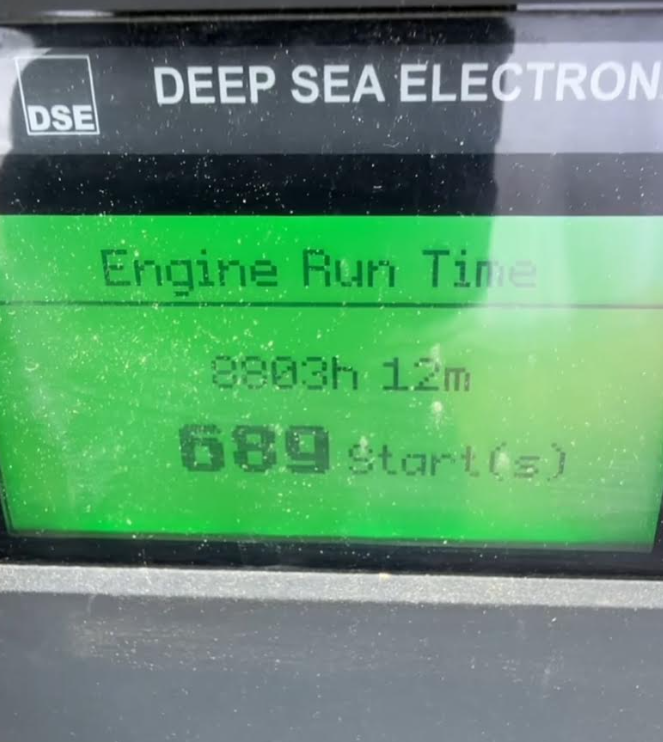 DSE
DEEP SEA ELECTRON
Engine Run Time
8803h 12m
689 Start(s)